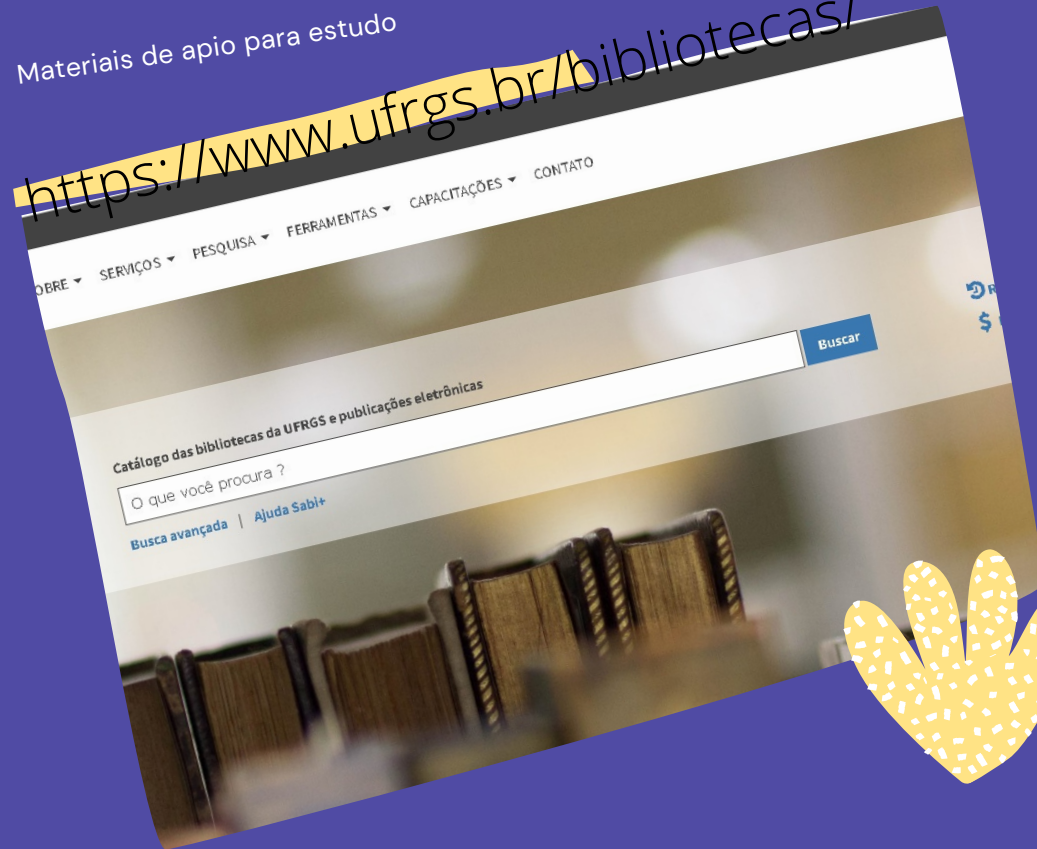 Materiais de apio para estudo
https://www.ufrgs.br/bibliotecas/
OBRE SERVIÇOS PESQUISA FERRAMENTAS CAPACITAÇÕES CONTATO
R
$
Catálogo das bibliotecas da UFRGS e publicações eletrônicas
O que você procura ? Buscar
Busca avançada | Ajuda Sabi+